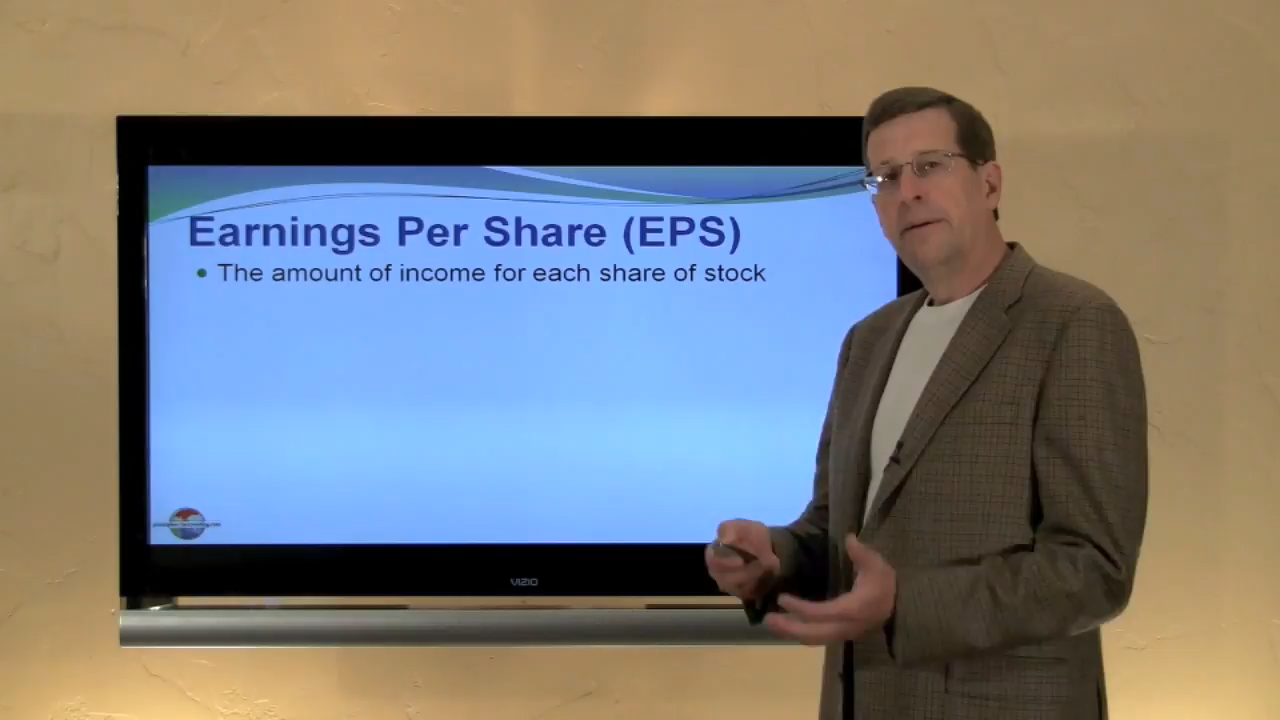 Earnings Per Share (EPS)
• The amount of income for each share of stock
VIZIO